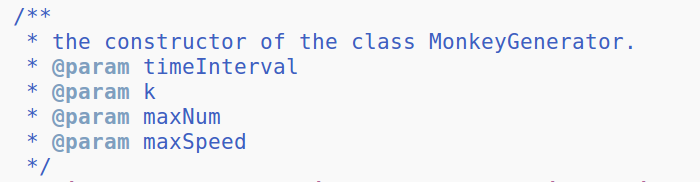 /**
* the constructor of the class MonkeyGenerator.
* @param timeInterval
* @param k
* @param maxNum
* @param maxSpeed
*/